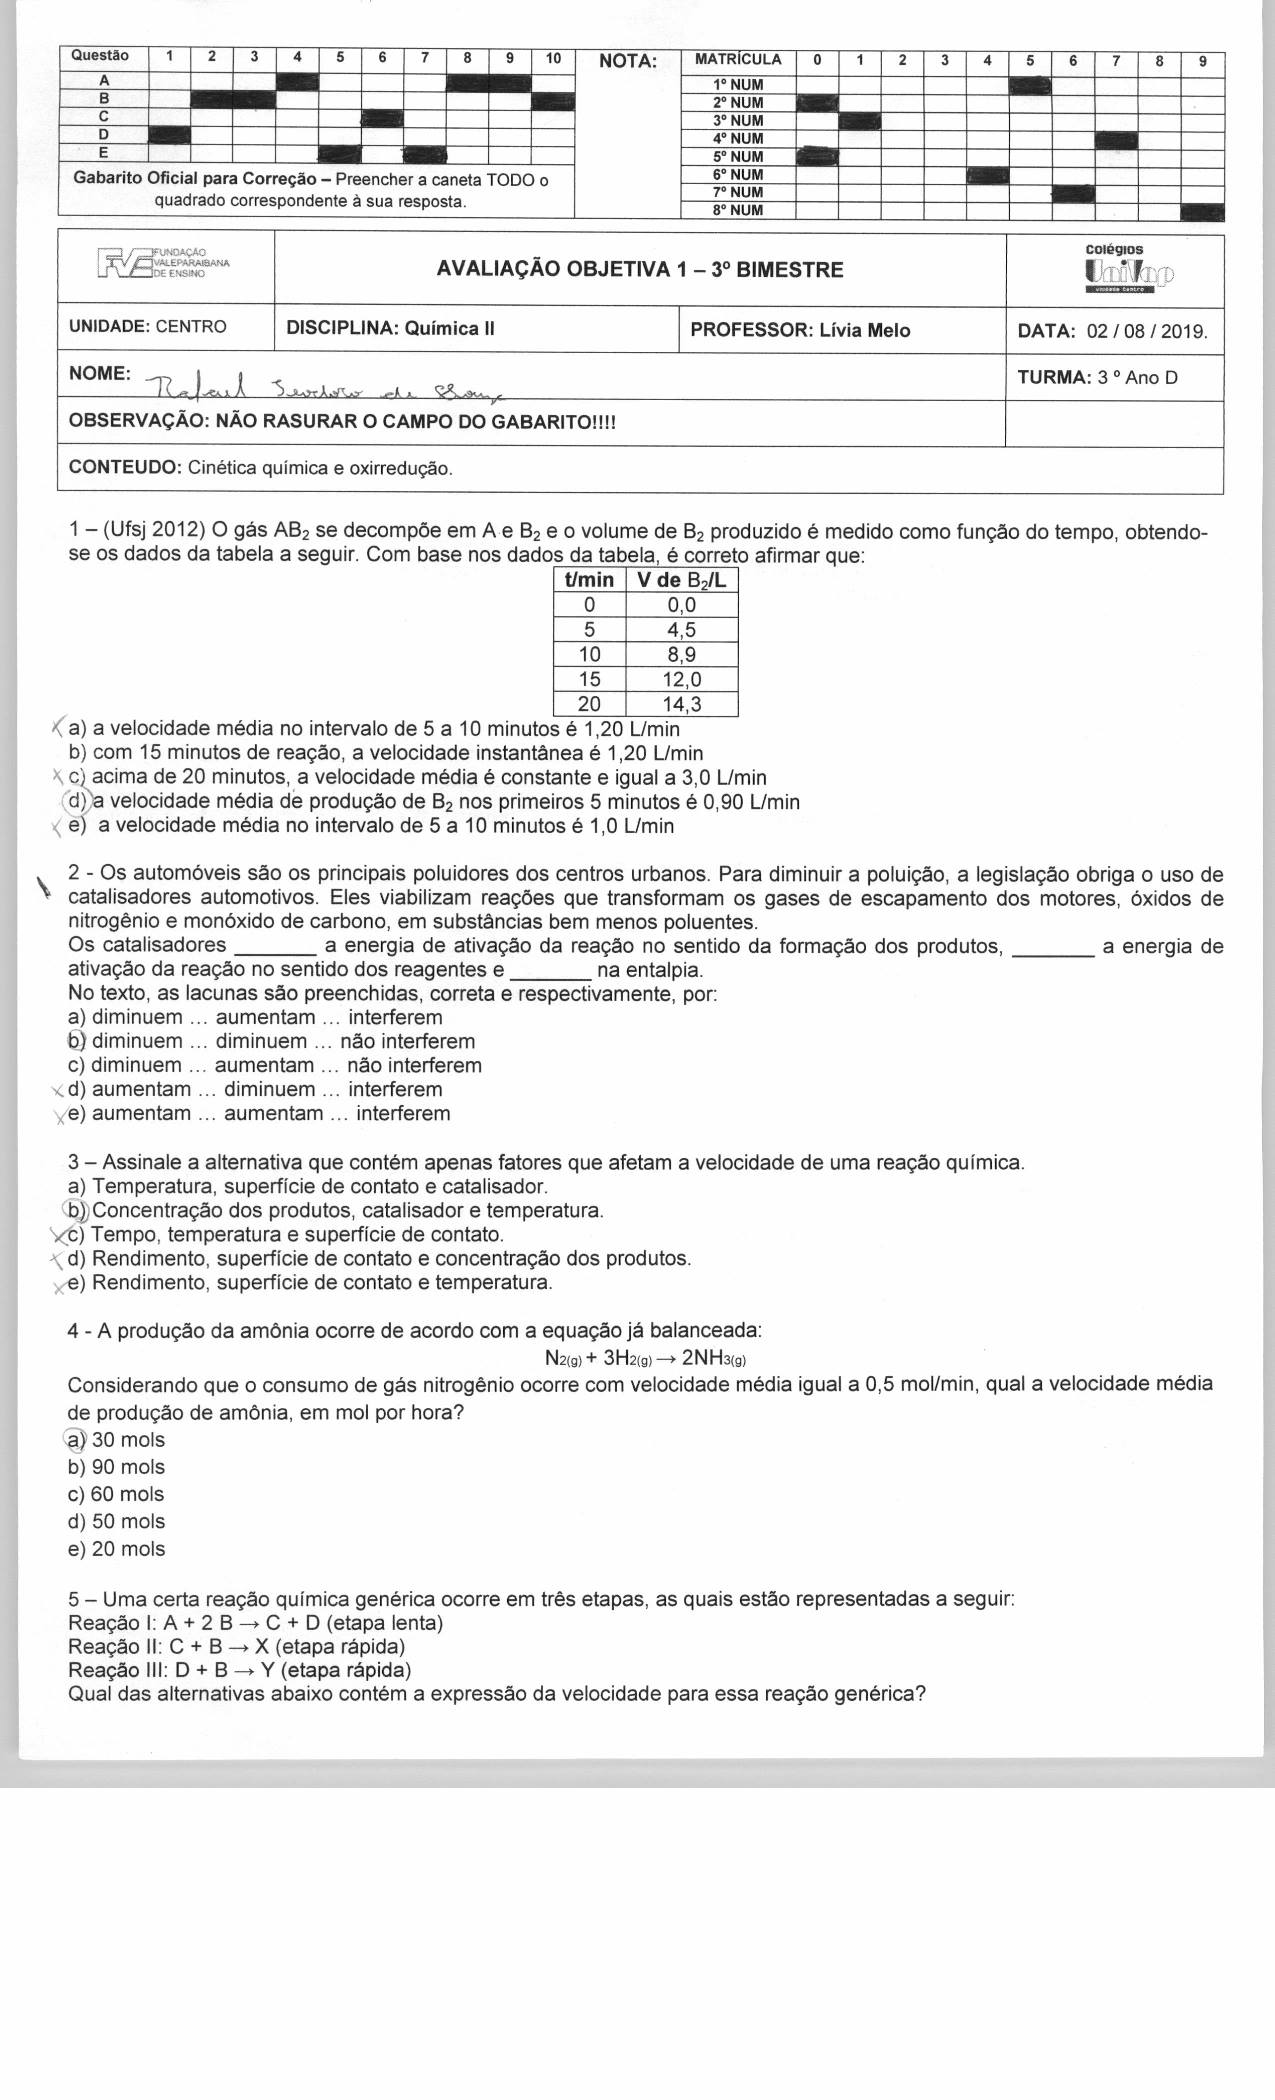 Questão 1 2 3 4 5 6 7 8 9 10 NOTA: MATRÍCULA 0 1 2 3 4 5 6 7 8 9
A 1º NUM
B 2º NUM
C 3º NUM
D 4º NUM
E 5º NUM
Gabarito Oficial para Correção – Preencher a caneta TODO o 6º NUM
quadrado correspondente à sua resposta. 7º NUM
8º NUM
FUNDAÇÃO
VALEPARAIBANA
DE ENSINO
FVE
AVALIAÇÃO OBJETIVA 1 – 3º BIMESTRE
Colégios
UniVap
unidade Centro
UNIDADE: CENTRO DISCIPLINA: Química II PROFESSOR: Lívia Melo DATA: 02 / 08 / 2019.
NOME: Rafael de TURMA: 3 º Ano D
OBSERVAÇÃO: NÃO RASURAR O CAMPO DO GABARITO!!!!
CONTEUDO: Cinética química e oxirredução.
1 – (Ufsj 2012) O gás AB₂ se decompõe em A e B₂ e o volume de B₂ produzido é medido como função do tempo, obtendo-
se os dados da tabela a seguir. Com base nos dados da tabela, é correto afirmar que:
t/min V de B₂/L
0 0,0
5 4,5
10 8,9
15 12,0
20 14,3
a) a velocidade média no intervalo de 5 a 10 minutos é 1,20 L/min
b) com 15 minutos de reação, a velocidade instantânea é 1,20 L/min
c) acima de 20 minutos, a velocidade média é constante e igual a 3,0 L/min
d) a velocidade média de produção de B₂ nos primeiros 5 minutos é 0,90 L/min
e) a velocidade média no intervalo de 5 a 10 minutos é 1,0 L/min
2 - Os automóveis são os principais poluidores dos centros urbanos. Para diminuir a poluição, a legislação obriga o uso de
catalisadores automotivos. Eles viabilizam reações que transformam os gases de escapamento dos motores, óxidos de
nitrogênio e monóxido de carbono, em substâncias bem menos poluentes.
Os catalisadores _______ a energia de ativação da reação no sentido da formação dos produtos, _______ a energia de
ativação da reação no sentido dos reagentes e _______ na entalpia.
No texto, as lacunas são preenchidas, correta e respectivamente, por:
a) diminuem ... aumentam ... interferem
b) diminuem ... diminuem ... não interferem
c) diminuem ... aumentam ... não interferem
d) aumentam ... diminuem ... interferem
e) aumentam ... aumentam ... interferem
3 – Assinale a alternativa que contém apenas fatores que afetam a velocidade de uma reação química.
a) Temperatura, superfície de contato e catalisador.
b) Concentração dos produtos, catalisador e temperatura.
c) Tempo, temperatura e superfície de contato.
d) Rendimento, superfície de contato e concentração dos produtos.
e) Rendimento, superfície de contato e temperatura.
4 - A produção da amônia ocorre de acordo com a equação já balanceada:
N2(g) + 3H2(g) → 2NH3(g)
Considerando que o consumo de gás nitrogênio ocorre com velocidade média igual a 0,5 mol/min, qual a velocidade média
de produção de amônia, em mol por hora?
a) 30 mols
b) 90 mols
c) 60 mols
d) 50 mols
e) 20 mols
5 – Uma certa reação química genérica ocorre em três etapas, as quais estão representadas a seguir:
Reação I: A + 2 B → C + D (etapa lenta)
Reação II: C + B → X (etapa rápida)
Reação III: D + B → Y (etapa rápida)
Qual das alternativas abaixo contém a expressão da velocidade para essa reação genérica?